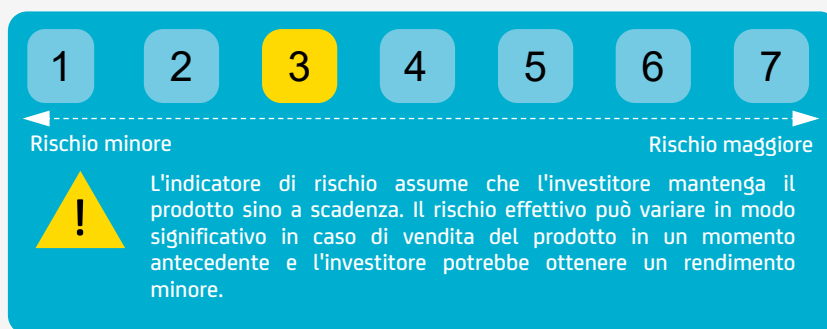 1 2 3 4 5 6 7
Rischio minore Rischio maggiore
! L'indicatore di rischio assume che l'investitore mantenga il
prodotto sino a scadenza. Il rischio effettivo può variare in modo
significativo in caso di vendita del prodotto in un momento
antecedente e l'investitore potrebbe ottenere un rendimento
minore.